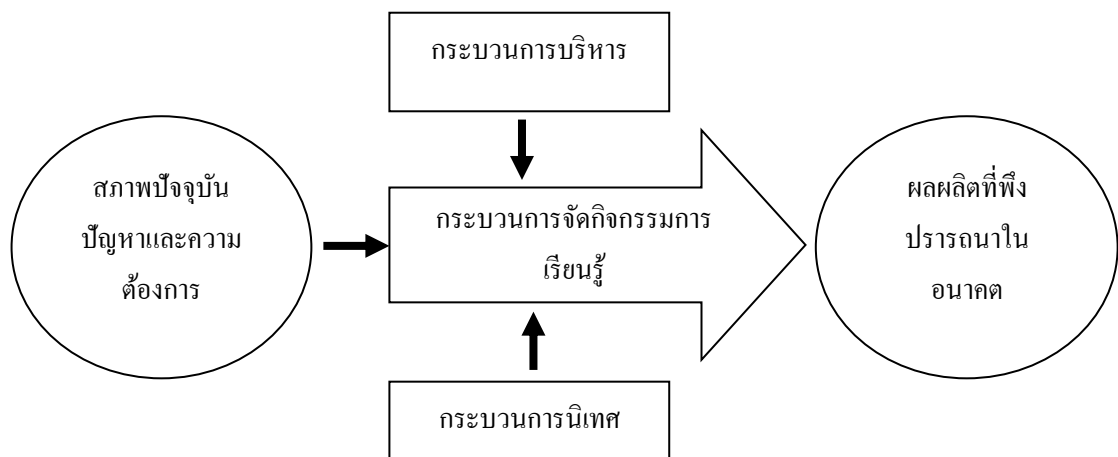 กระบวนการบริหาร
สภาพปัจจุบัน
ปัญหาและความ
ต้องการ
กระบวนการจัดกิจกรรมการ
เรียนรู้
ผลผลิตที่พึง
ปรารถนาใน
อนาคต
กระบวนการนิเทศ